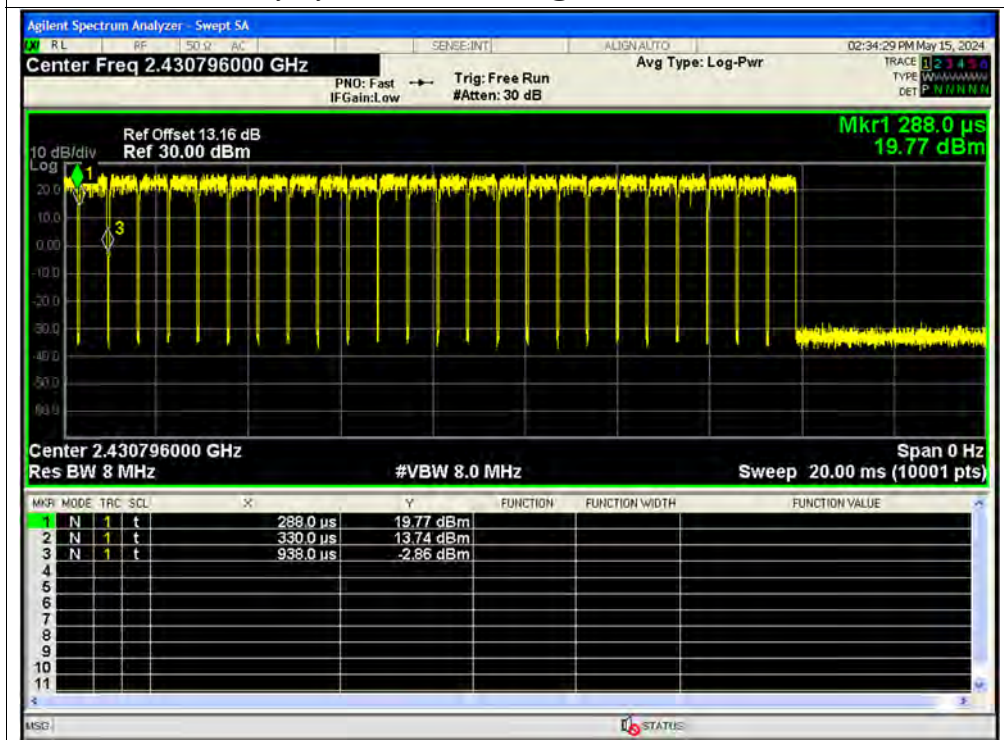 Agilent Spectrum Analyzer - Swept SA
LXI RL RF 50 Ω AC SENSE:INT ALIGN AUTO 02:34:29 PM May 15, 2024
Center Freq 2.430796000 GHz Avg Type: Log-Pwr TRACE 1 2 3 4 5 6
PNO: Fast Trig: Free Run TYPE W
IFGain:Low #Atten: 30 dB DET P N N N N N
Mkr1 288.0 µs
Ref Offset 13.16 dB
10 dB/div Ref 30.00 dBm 19.77 dBm
Log
1
20.0
10.0
3
0.00
-10.0
-20.0
-30.0
-40.0
-50.0
-60.0
Center 2.430796000 GHz Span 0 Hz
Res BW 8 MHz #VBW 8.0 MHz Sweep 20.00 ms (10001 pts)
MKR MODE TRC SCL X Y FUNCTION FUNCTION WIDTH FUNCTION VALUE
1 N 1 t 288.0 µs 19.77 dBm
2 N 1 t 330.0 µs 13.74 dBm
3 N 1 t 938.0 µs -2.86 dBm
4
5
6
7
8
9
10
11
MSG STATUS